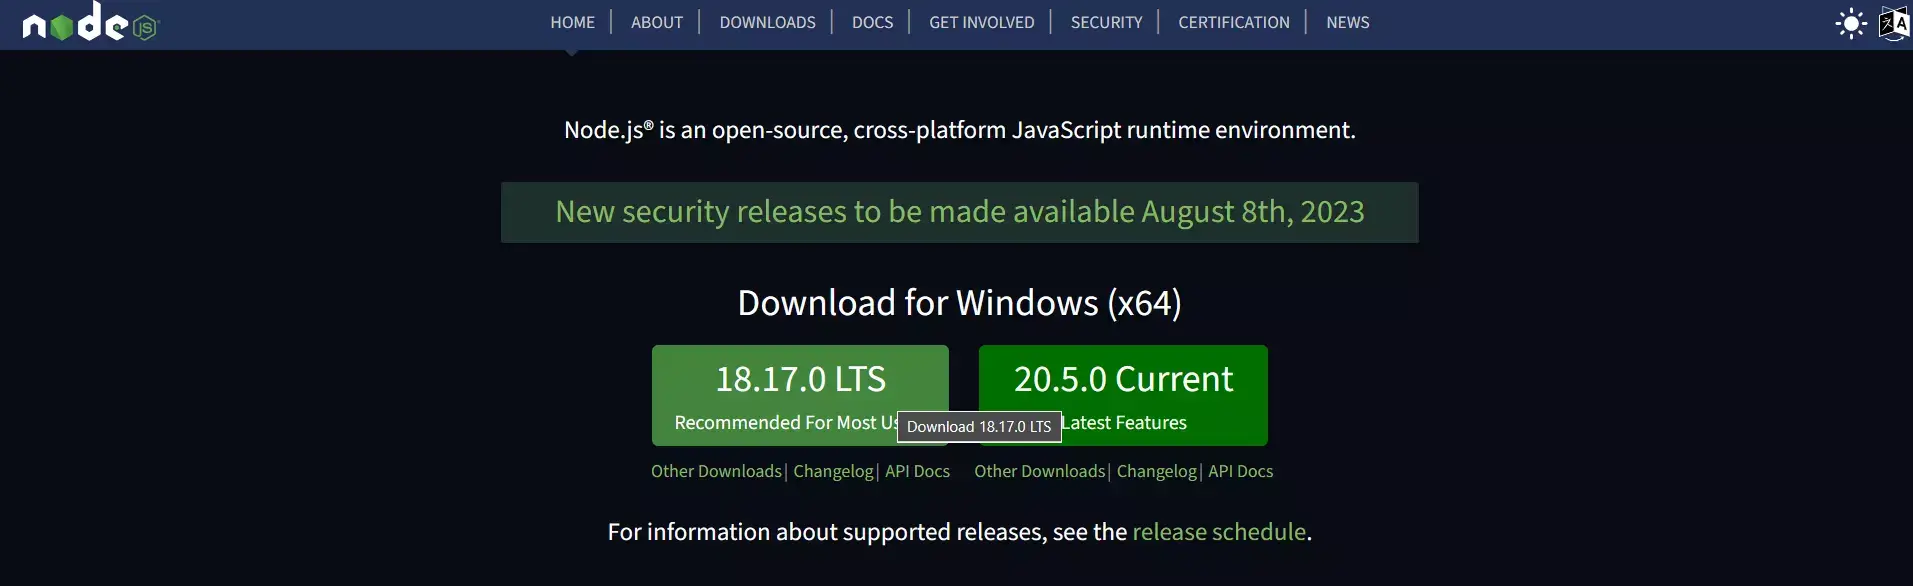 node JS
HOME | ABOUT | DOWNLOADS | DOCS | GET INVOLVED | SECURITY | CERTIFICATION | NEWS
Node.js® is an open-source, cross-platform JavaScript runtime environment.
New security releases to be made available August 8th, 2023
Download for Windows (x64)
18.17.0 LTS
Recommended For Most
20.5.0 Current
Latest Features
Download 18.17.0 LTS
Other Downloads | Changelog | API Docs
Other Downloads | Changelog | API Docs
For information about supported releases, see the release schedule.